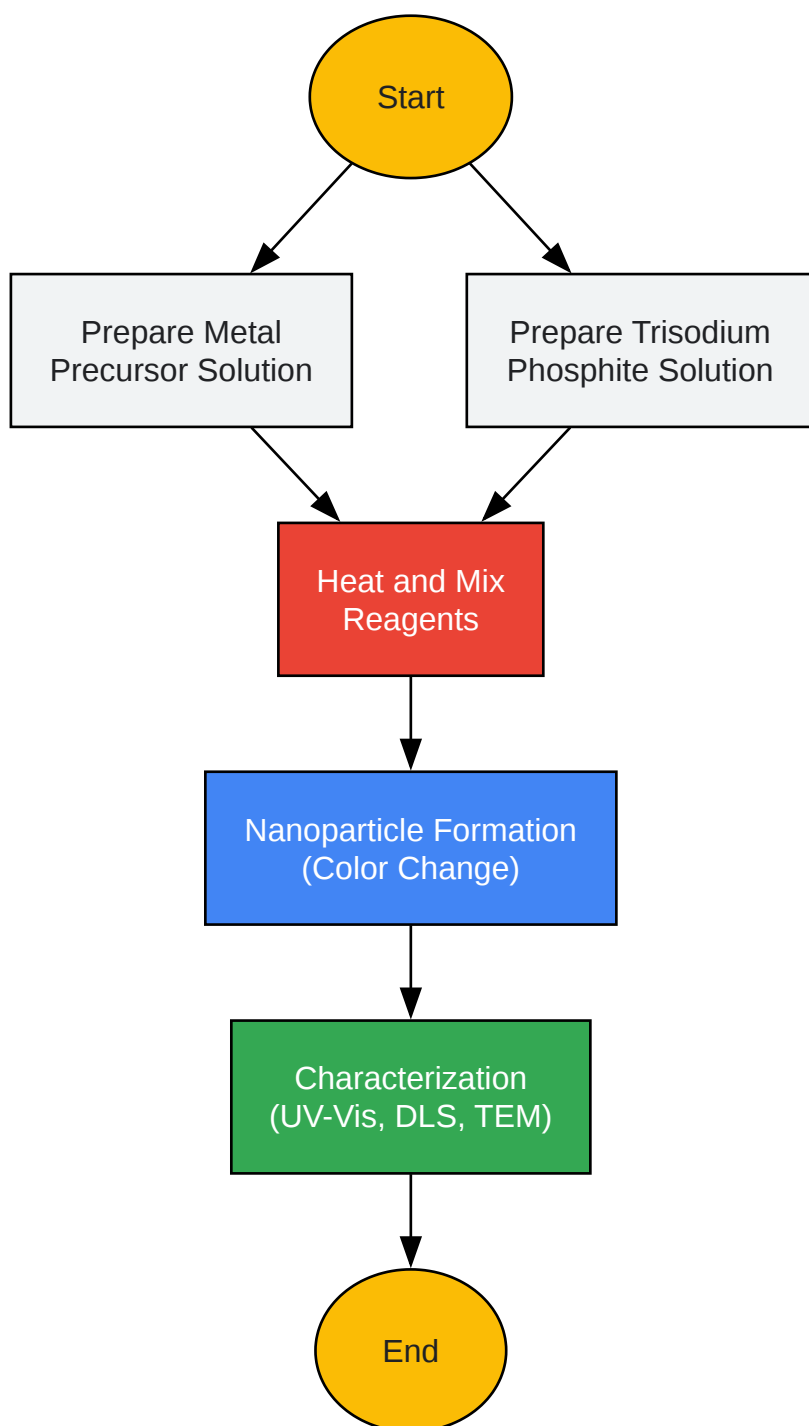 Start
Prepare Metal
Precursor Solution
Prepare Trisodium
Phosphite Solution
Heat and Mix
Reagents
Nanoparticle Formation
(Color Change)
Characterization
(UV-Vis, DLS, TEM)
End